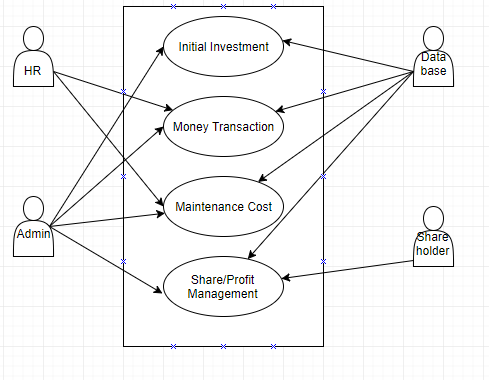 Initial Investment
HR
Data
base
Money Transaction
Maintenance Cost
Admin
Share
holder
Share/Profit
Management